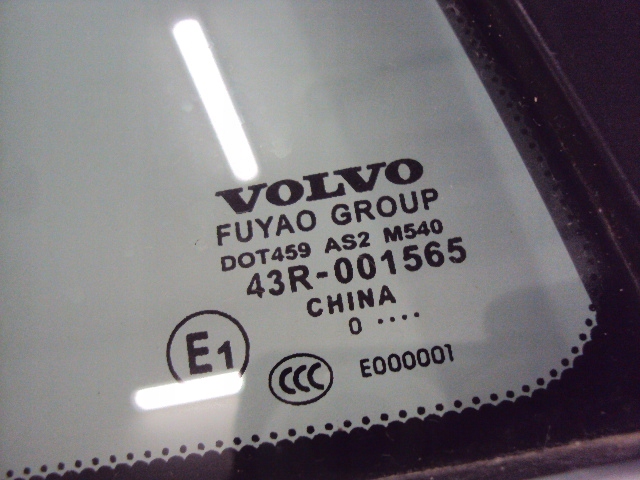 VOLVO
FUYAO GROUP
DOT459 AS2 M540
43R-001565
CHINA
0 ····
E1
CCC E000001